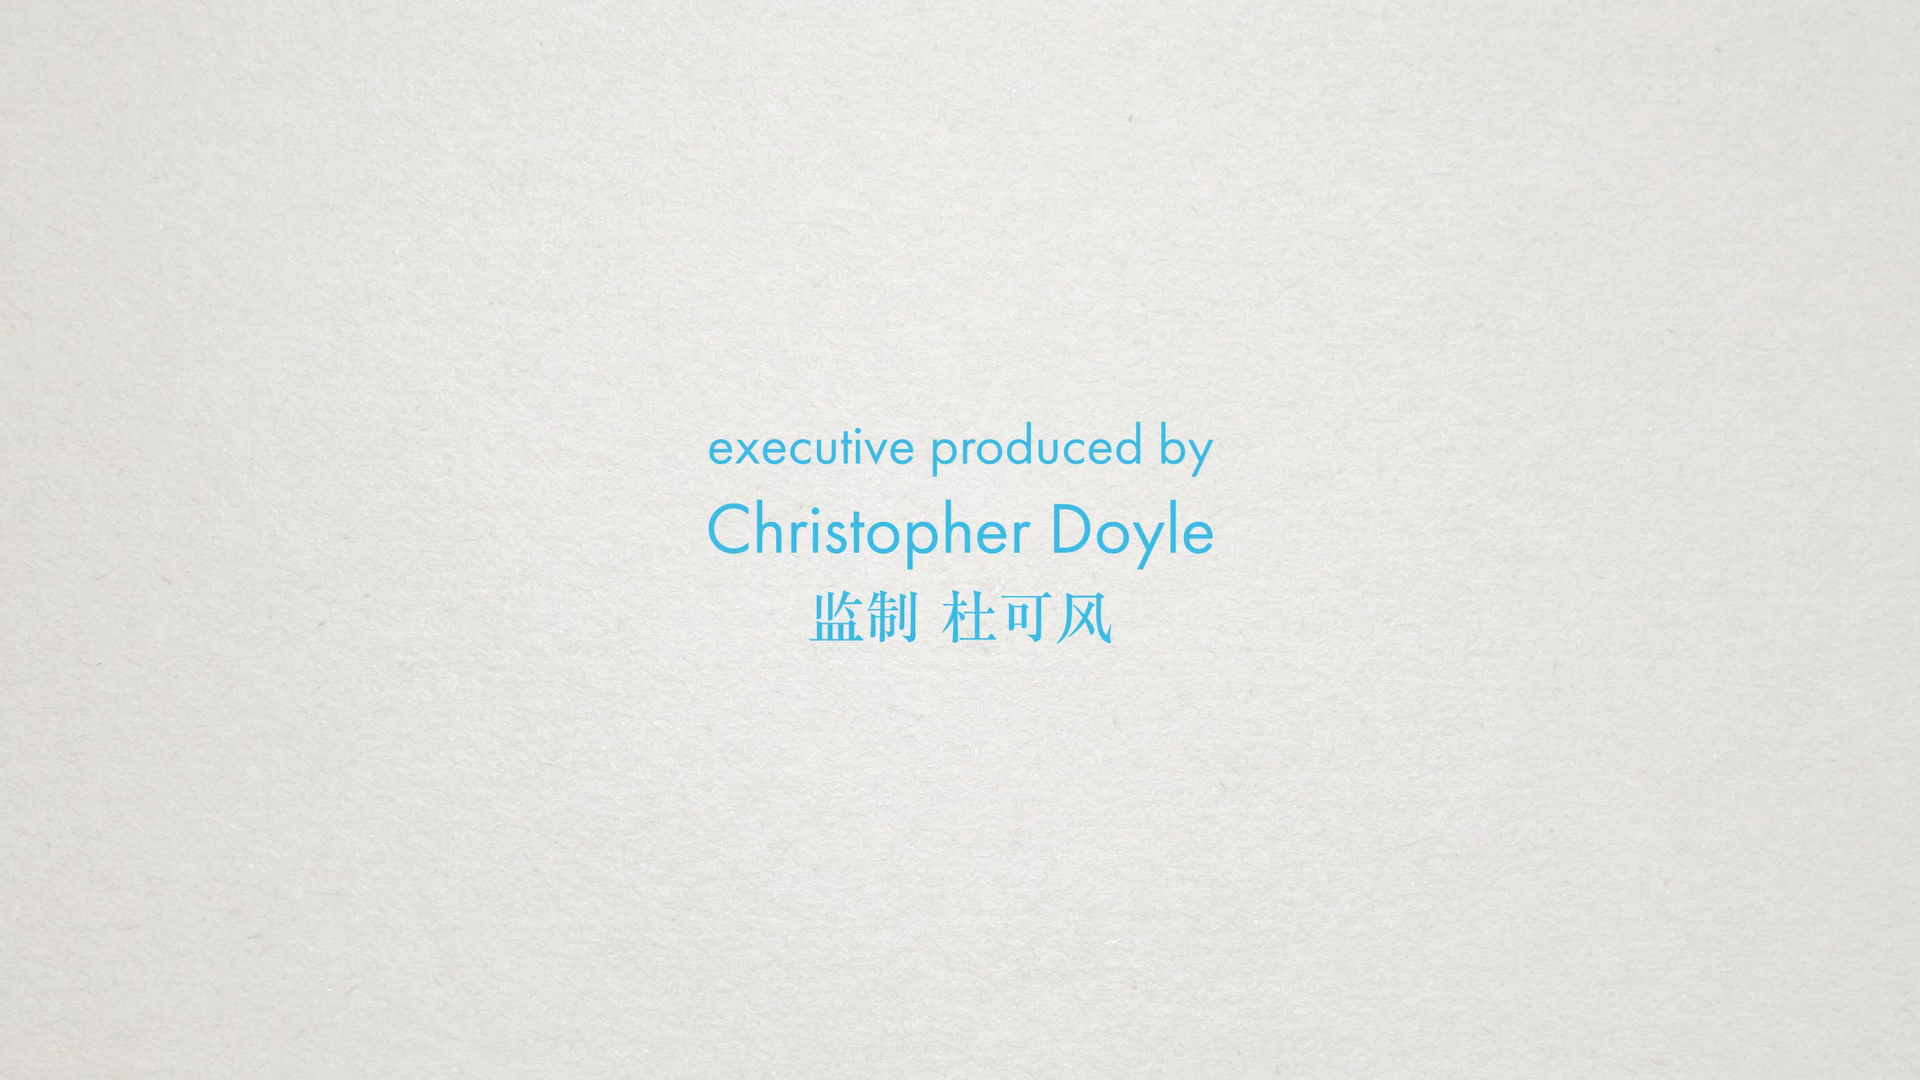 executive produced by
Christopher Doyle
监制 杜可风